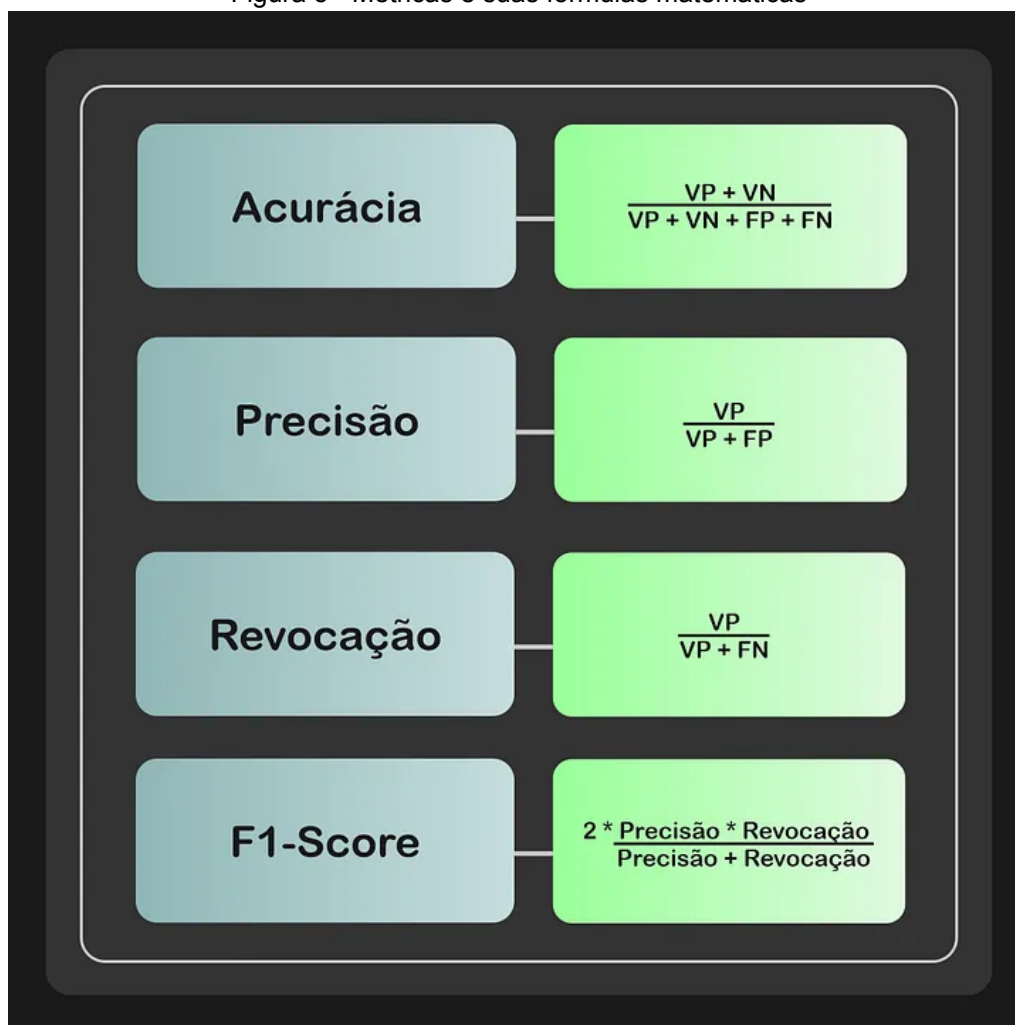 Acurácia
VP + VN
VP + VN + FP + FN
Precisão
VP
VP + FP
Revocação
VP
VP + FN
F1-Score
2 * Precisão * Revocação
Precisão + Revocação